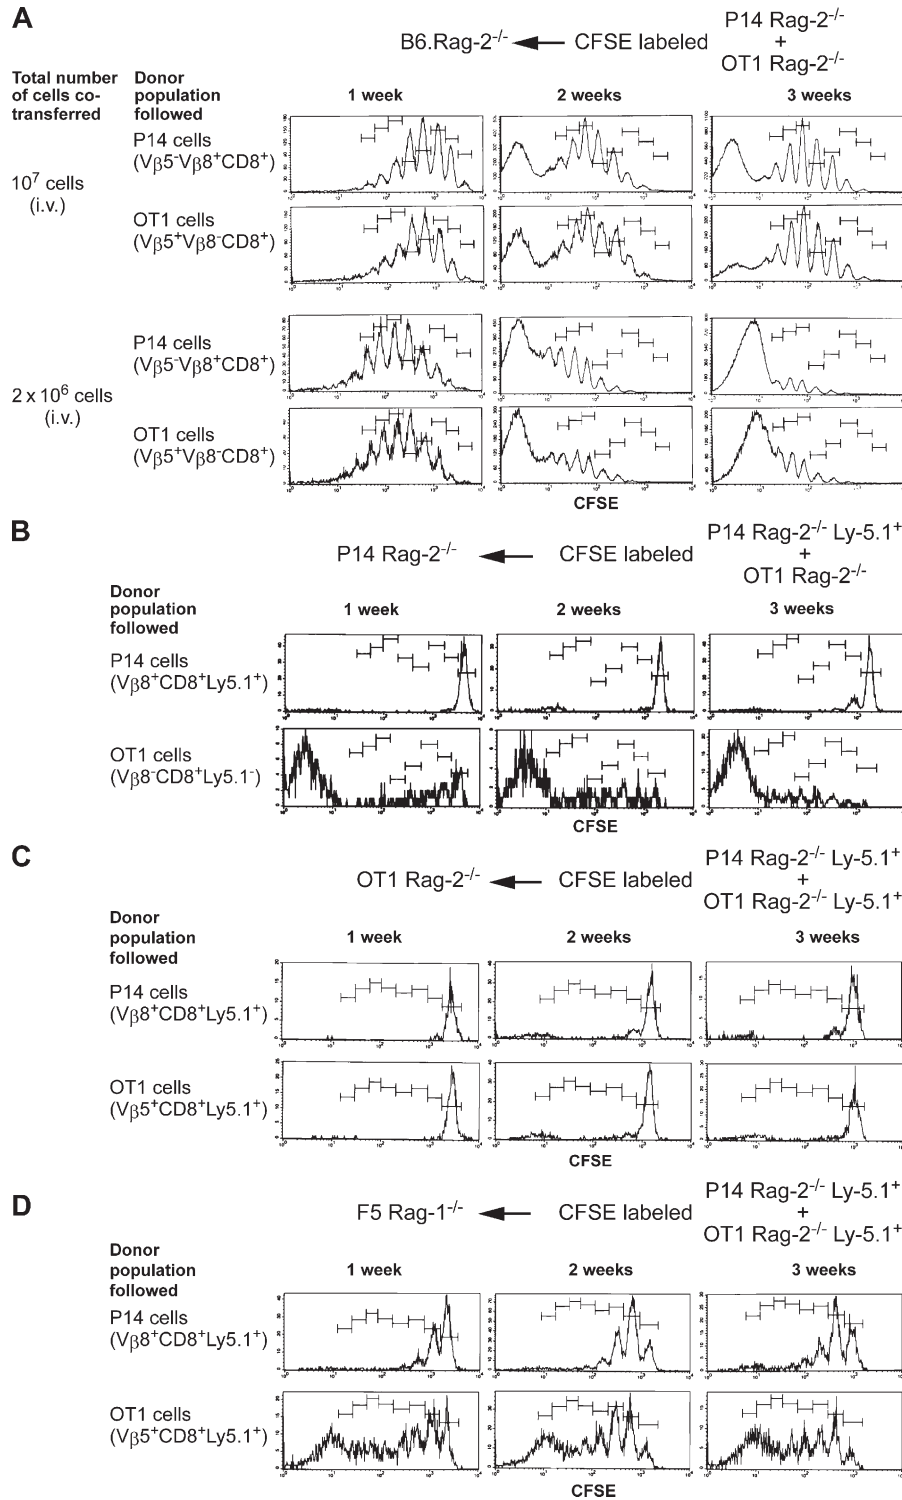 A
B6.Rag-2-/- CFSE labeled P14 Rag-2-/-
+
OT1 Rag-2-/-
Total number of cells co-transferred
Donor population followed
1 week 2 weeks 3 weeks
10⁷ cells (i.v.)
P14 cells
(Vβ5⁻Vβ8⁺CD8⁺)
OT1 cells
(Vβ5⁺Vβ8⁻CD8⁺)
2 x 10⁶ cells (i.v.)
P14 cells
(Vβ5⁻Vβ8⁺CD8⁺)
OT1 cells
(Vβ5⁺Vβ8⁻CD8⁺)
CFSE
B
P14 Rag-2-/- CFSE labeled P14 Rag-2-/- Ly-5.1⁺
+
OT1 Rag-2-/-
Donor
population
followed
1 week 2 weeks 3 weeks
P14 cells
(Vβ8⁺CD8⁺Ly5.1⁺)
OT1 cells
(Vβ8⁻CD8⁺Ly5.1⁻)
CFSE
C
OT1 Rag-2-/- CFSE labeled P14 Rag-2-/- Ly-5.1⁺
+
OT1 Rag-2-/- Ly-5.1⁺
Donor
population
followed
1 week 2 weeks 3 weeks
P14 cells
(Vβ8⁺CD8⁺Ly5.1⁺)
OT1 cells
(Vβ5⁺CD8⁺Ly5.1⁺)
CFSE
D
F5 Rag-1-/- CFSE labeled P14 Rag-2-/- Ly-5.1⁺
+
OT1 Rag-2-/- Ly-5.1⁺
Donor
population
followed
1 week 2 weeks 3 weeks
P14 cells
(Vβ8⁺CD8⁺Ly5.1⁺)
OT1 cells
(Vβ5⁺CD8⁺Ly5.1⁺)
CFSE